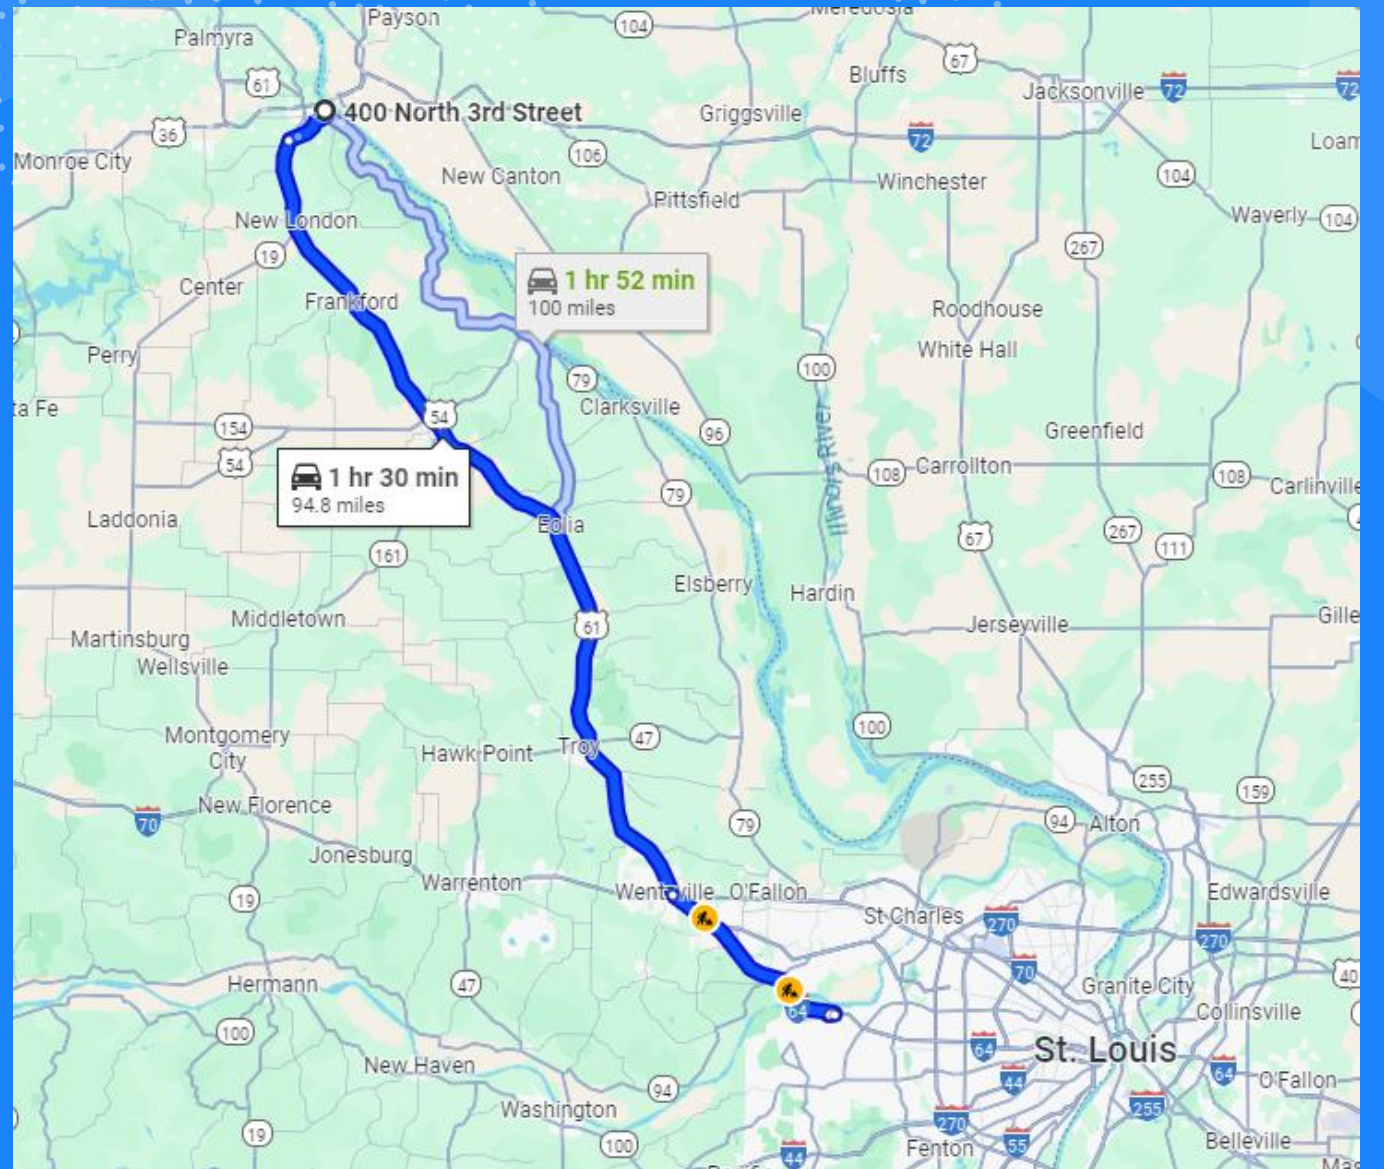 Payson
Palmyra
104
Meredosia
61
67
Bluffs
Jacksonville
72
72
400 North 3rd Street
Griggsville
36
72
Monroe City
106
New Canton
Winchester
104
Pittsfield
New London
Waverly
104
19
267
Center
1 hr 52 min
100 miles
Frankford
Roodhouse
White Hall
Perry
100
79
Clarksville
54
154
96
Greenfield
54
108
Carrollton
108
1 hr 30 min
94.8 miles
79
Carlinville
Laddonia
Eolia
Illinois River
67
267
111
161
Elsberry
Hardin
Middletown
61
Jerseyville
Martinsburg
Wellsville
100
Montgomery
City
Hawk Point
Troy
47
255
159
New Florence
70
79
94
Alton
Jonesburg
Warrenton
Wentzville
O'Fallon
Edwardsville
19
St Charles
270
270
70
Hermann
47
Granite City
40
64
Collinsville
100
64
St. Louis
New Haven
44
64
O'Fallon
94
Washington
270
255
19
100
Fenton
55
Belleville
44